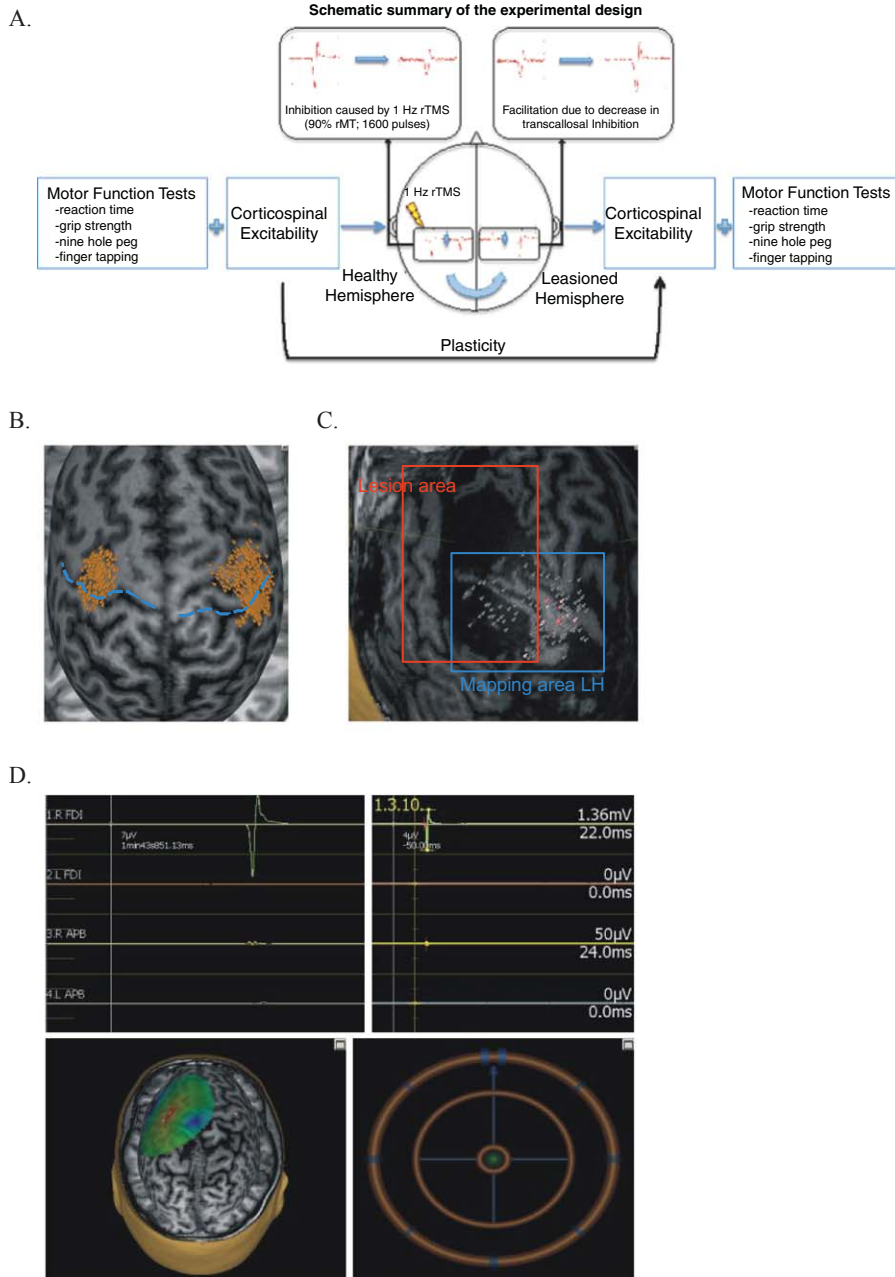 A.
Schematic summary of the experimental design
Inhibition caused by 1 Hz rTMS
(90% rMT; 1600 pulses)
Facilitation due to decrease in
transcallosal Inhibition
Motor Function Tests
-reaction time
-grip strength
-nine hole peg
-finger tapping
Corticospinal
Excitability
1 Hz rTMS
Healthy
Hemisphere
Leasioned
Hemisphere
Corticospinal
Excitability
Motor Function Tests
-reaction time
-grip strength
-nine hole peg
-finger tapping
Plasticity
B.
C.
Lesion area
Mapping area LH
D.
1.R FDI
7µV
1min43s851.13ms
2.L FDI
3.R APB
4.L APB
1.3.10...
4µV
-50.00ms
1.36mV
22.0ms
0µV
0.0ms
50µV
24.0ms
0µV
0.0ms